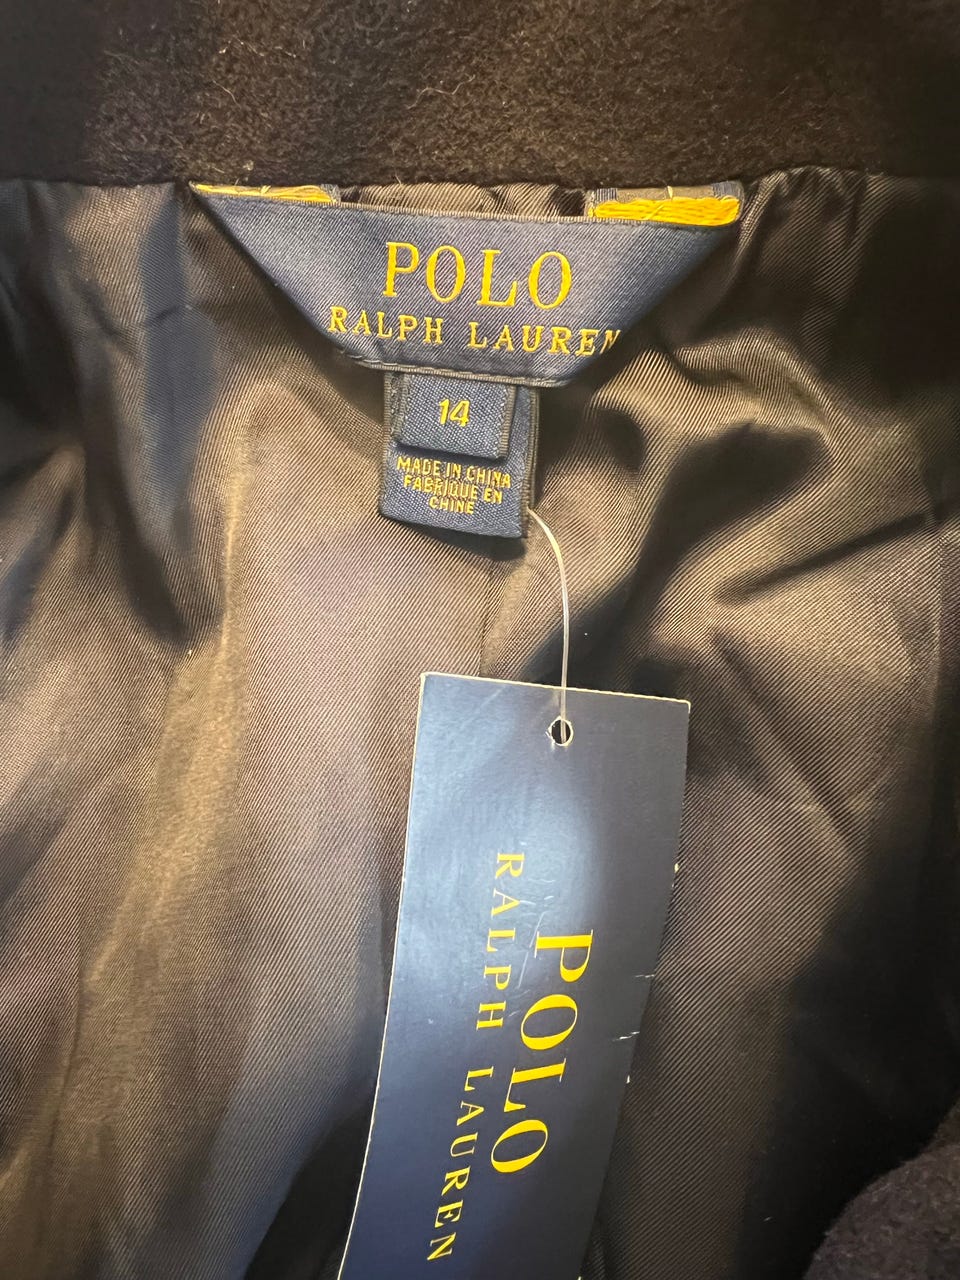 POLO
RALPH LAUREN
14
MADE IN CHINA
FABRIQUE EN
CHINE
POLO
RALPH LAUREN